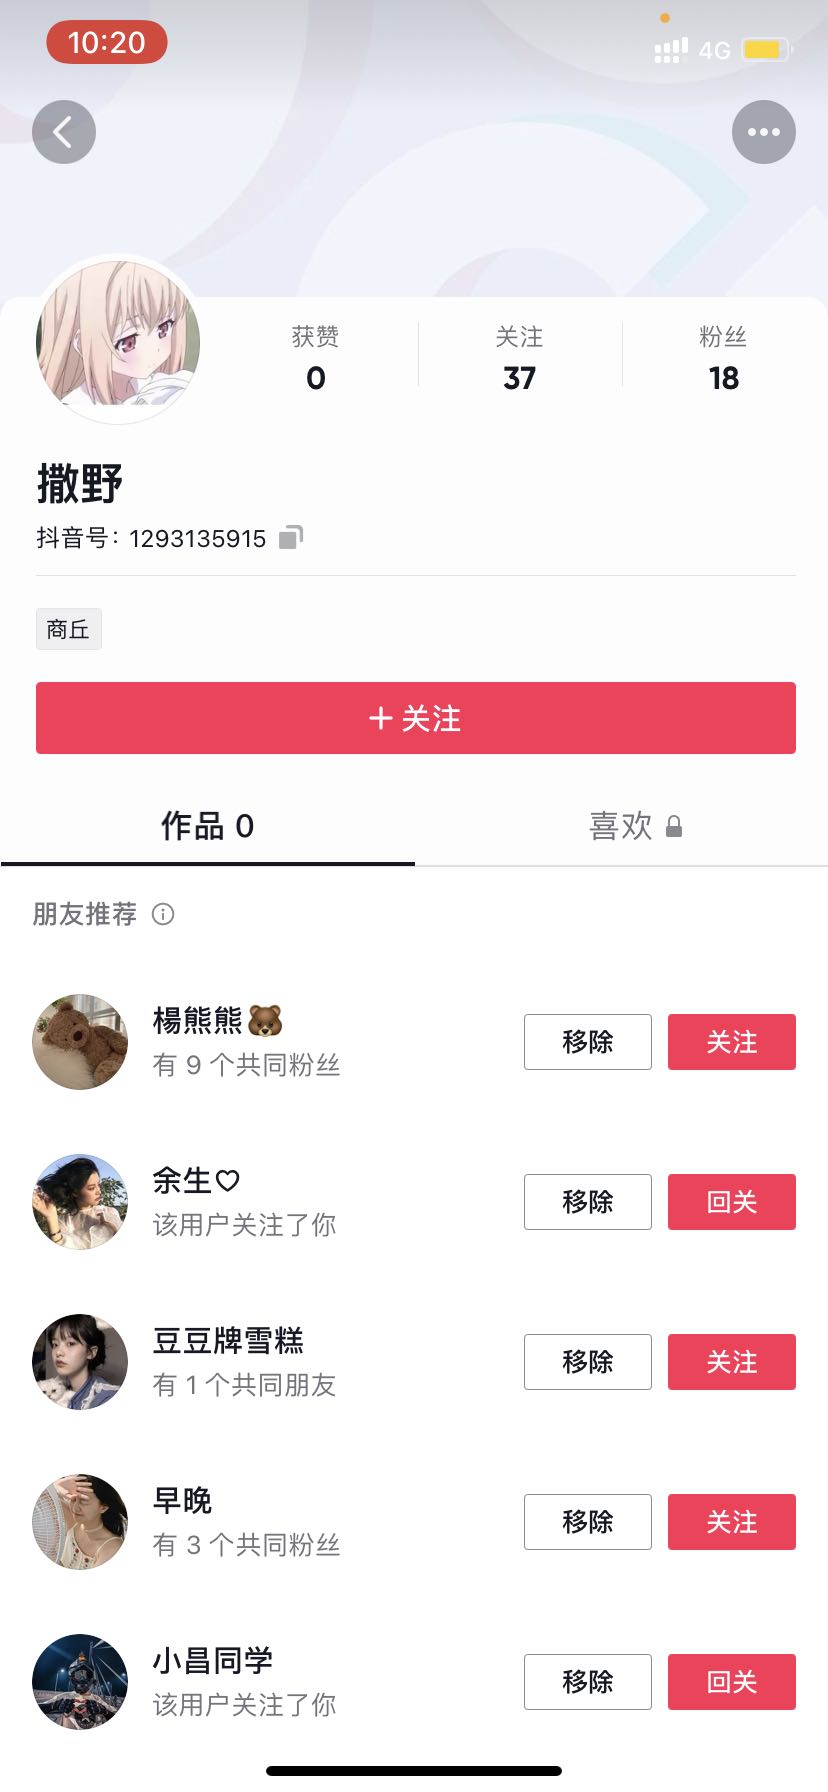 10:20
4G
获赞
0
关注
37
粉丝
18
撒野
抖音号：1293135915
商丘
+ 关注
作品 0
喜欢
朋友推荐
楊熊熊🐻
有 9 个共同粉丝
移除
关注
余生♡
该用户关注了你
移除
回关
豆豆牌雪糕
有 1 个共同朋友
移除
关注
早晚
有 3 个共同粉丝
移除
关注
小昌同学
该用户关注了你
移除
回关